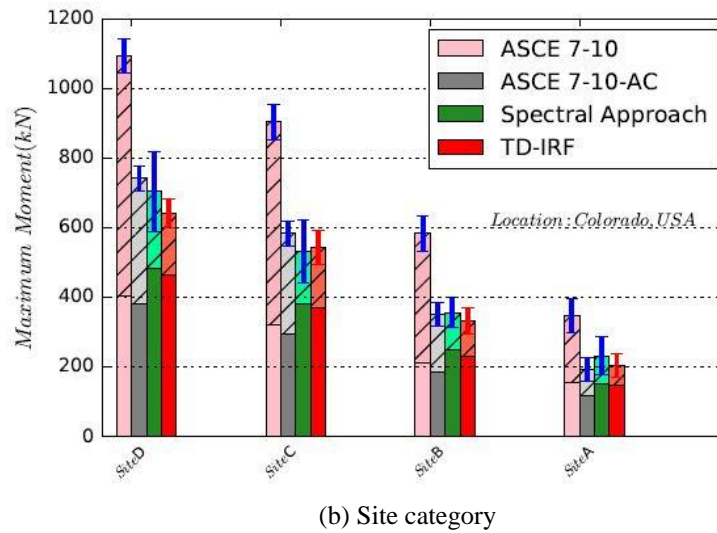 1200
1000
800
600
400
200
0
Maximum Moment(kN)
ASCE 7-10
ASCE 7-10-AC
Spectral Approach
TD-IRF
Location:Colorado,USA
SiteD
SiteC
SiteB
SiteA
(b) Site category